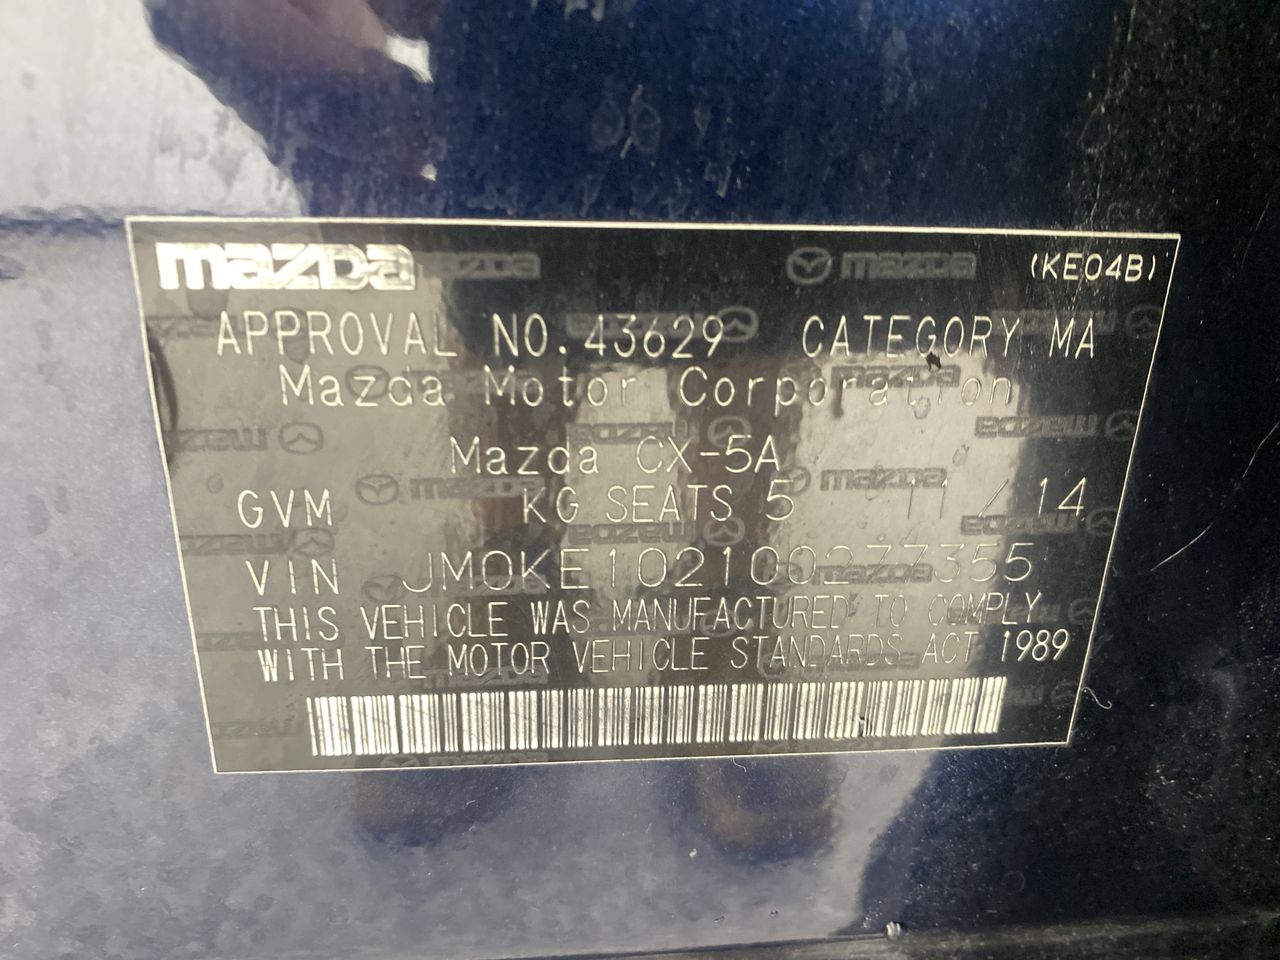 mazda (KE04B)
APPROVAL NO. 43629 CATEGORY MA
Mazda Motor Corporation
Mazda CX-5A
GVM KG SEATS 5 11/14
VIN JM0KE102100277355
THIS VEHICLE WAS MANUFACTURED TO COMPLY
WITH THE MOTOR VEHICLE STANDARDS ACT 1989